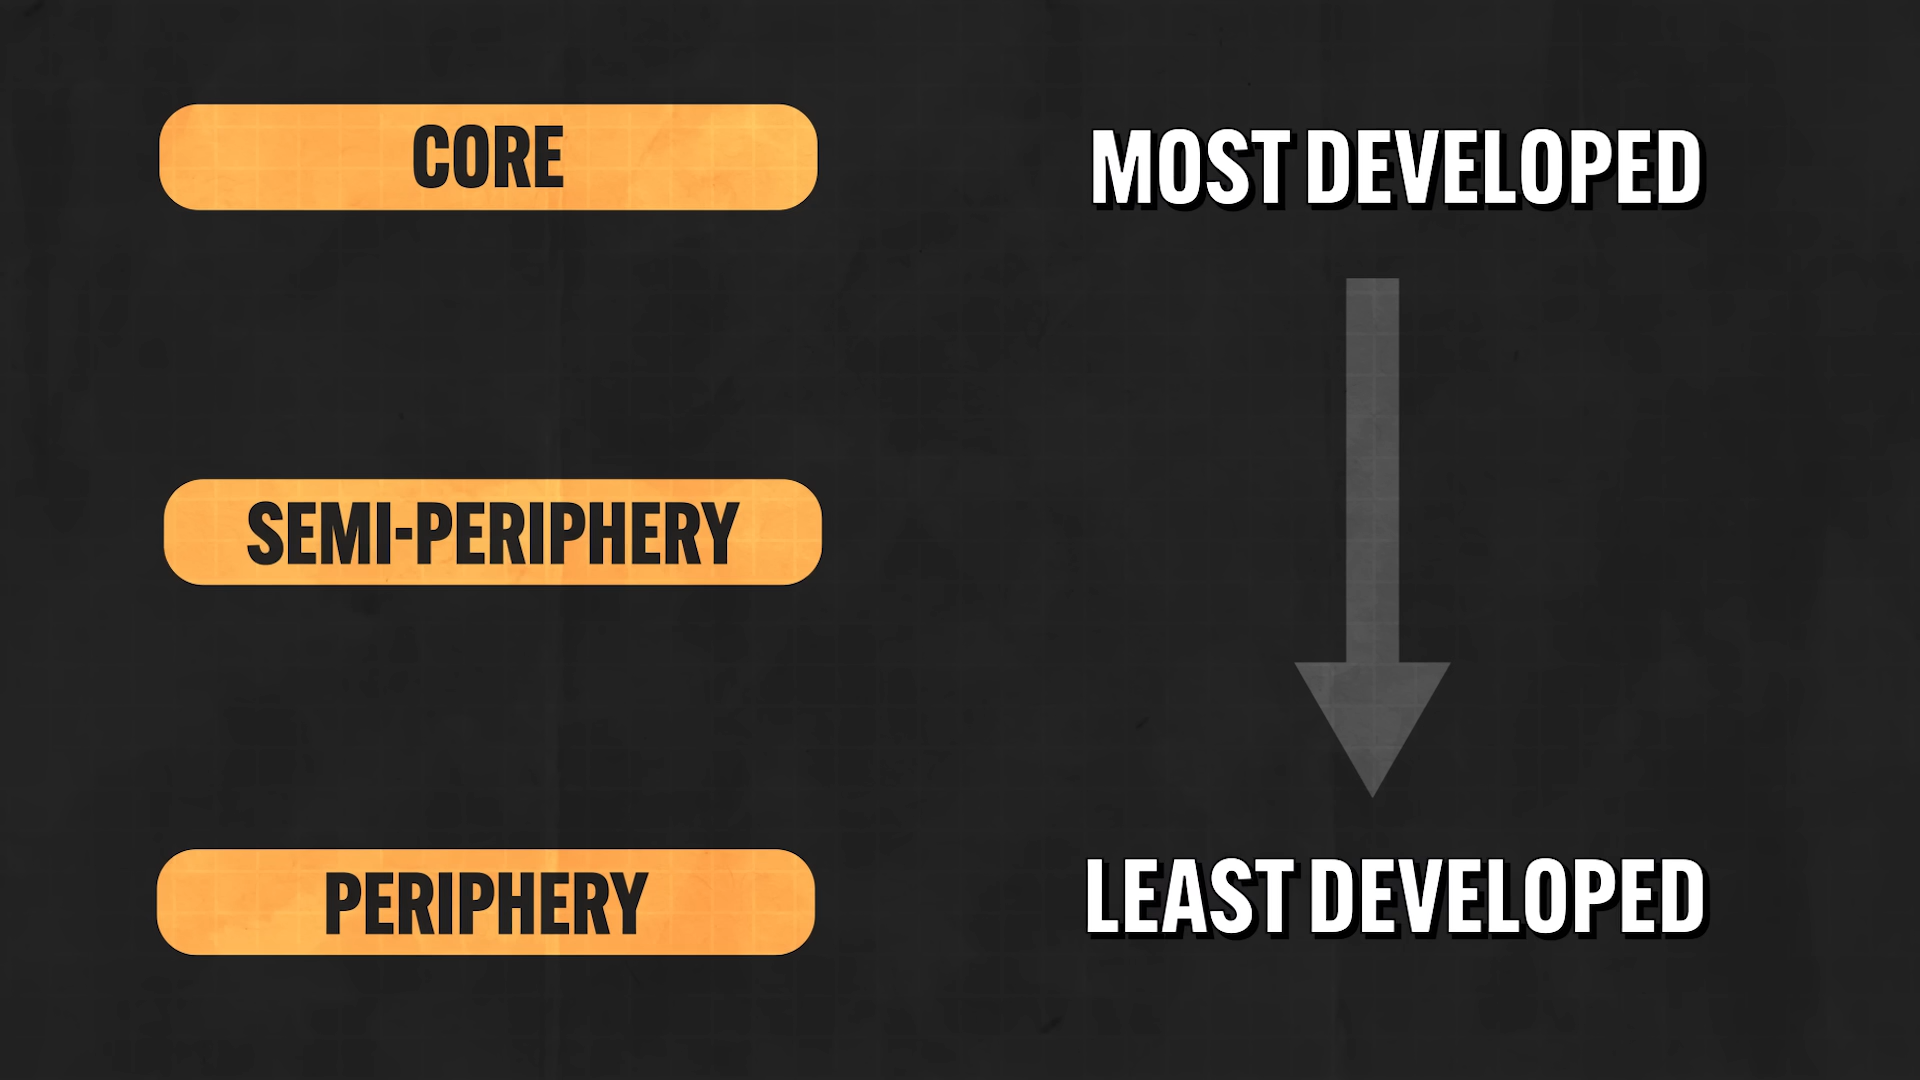 CORE
MOST DEVELOPED
SEMI-PERIPHERY
PERIPHERY
LEAST DEVELOPED